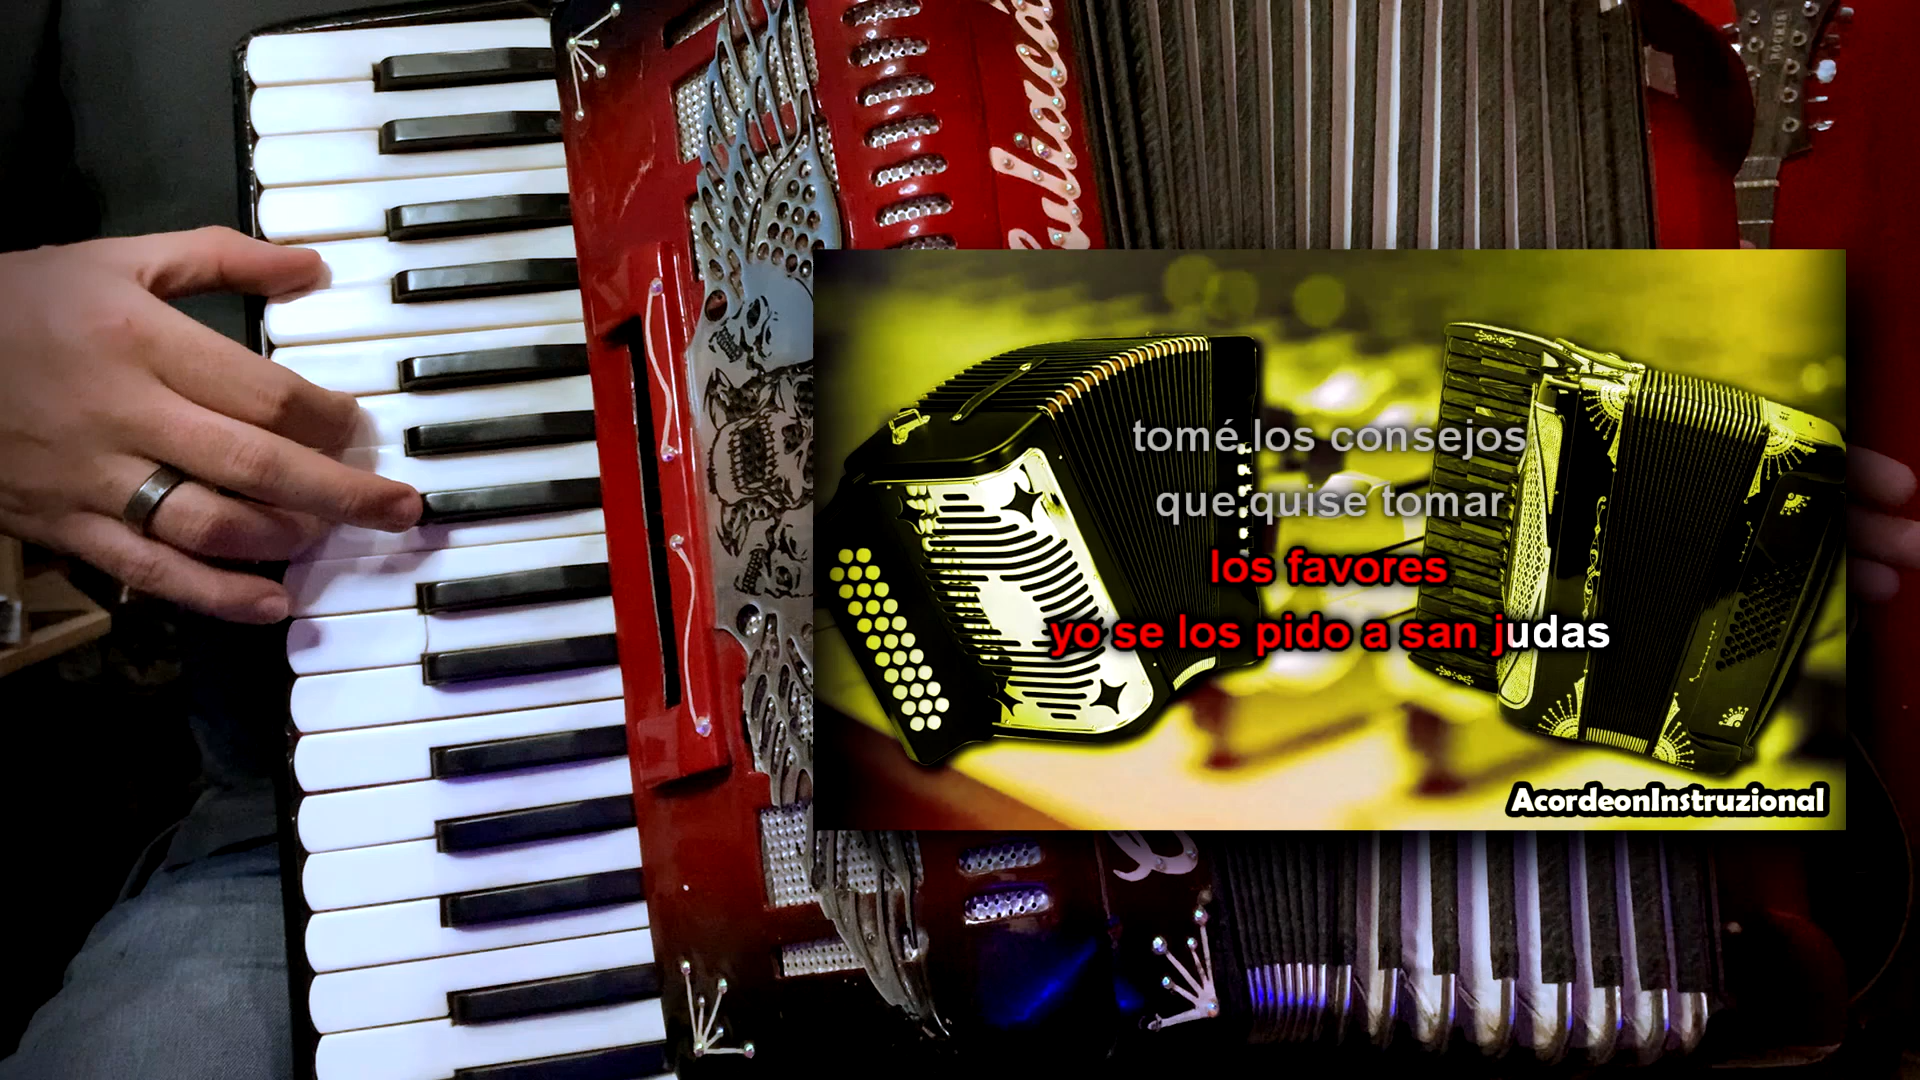 tomé los consejos
que quise tomar
los favores
yo se los pido a san judas
AcordeonInstruzional